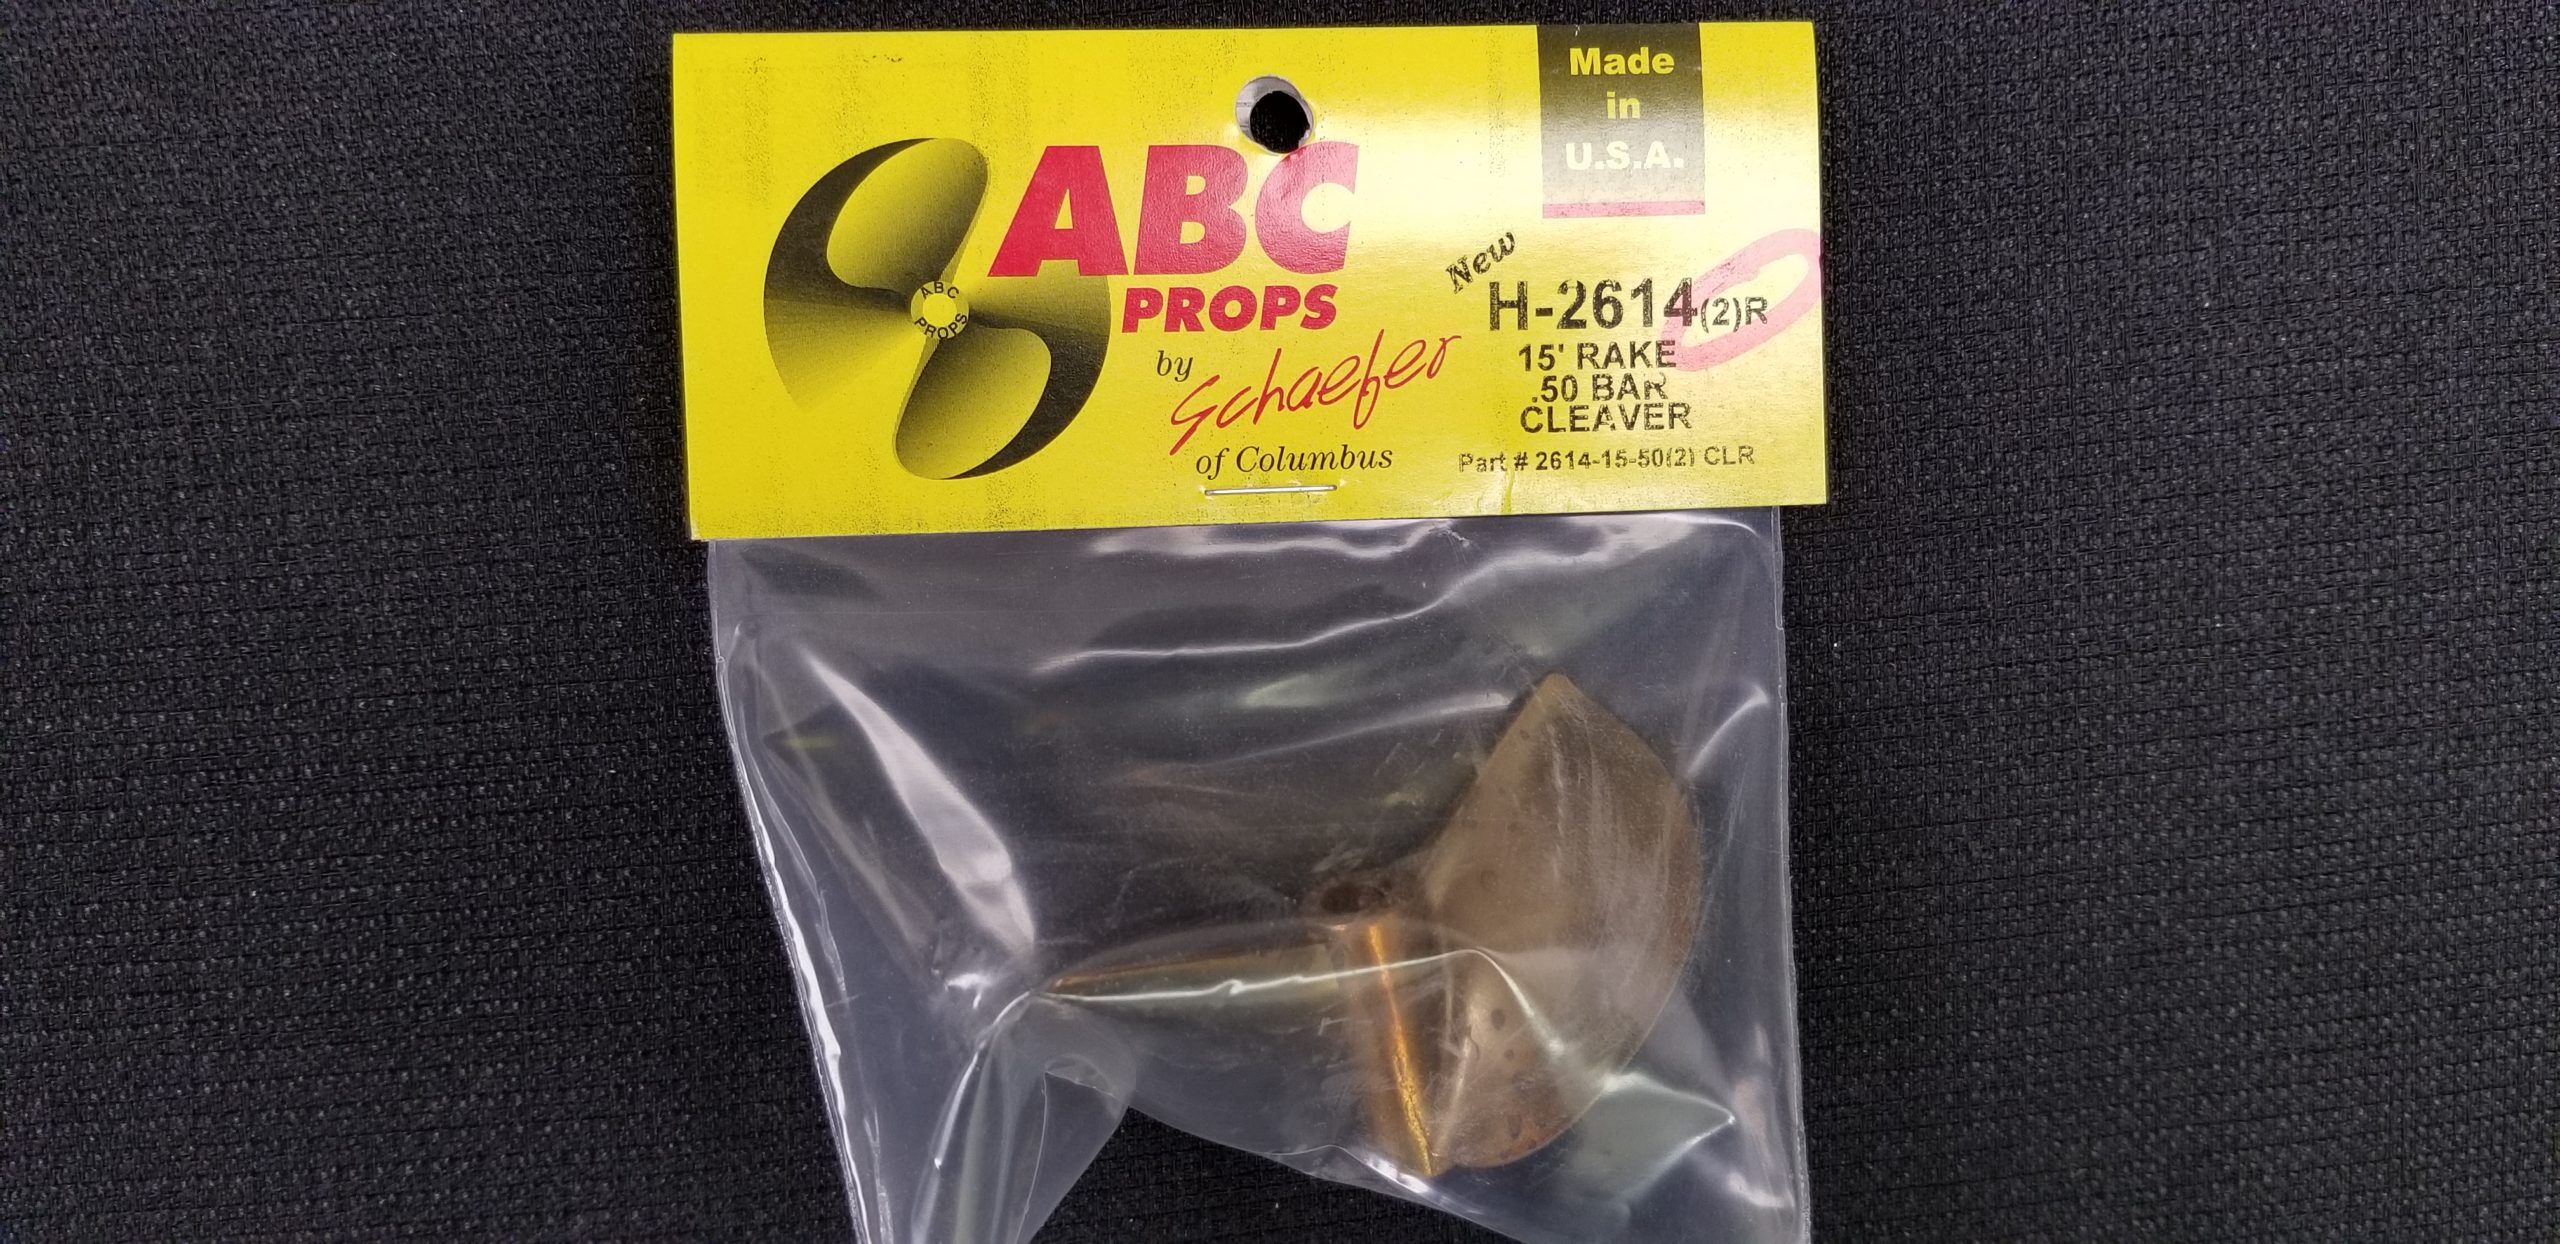 Made
in
U.S.A.
ABC
PROPS
ABC
PROPS
by Schaefer
of Columbus
New
H-2614(2)R
15' RAKE
.50 BAR
CLEAVER
Part # 2614-15-50(2) CLR